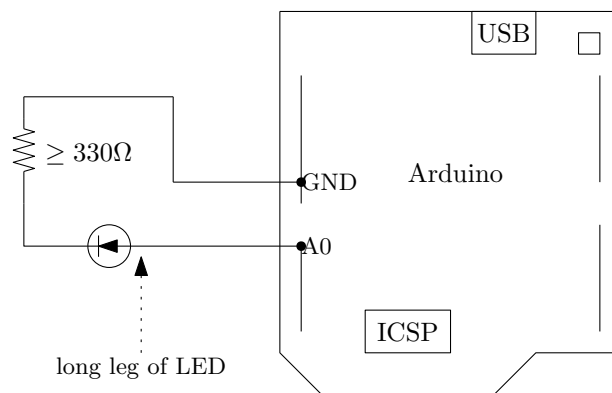 USB
≥ 330Ω
Arduino
GND
A0
ICSP
long leg of LED